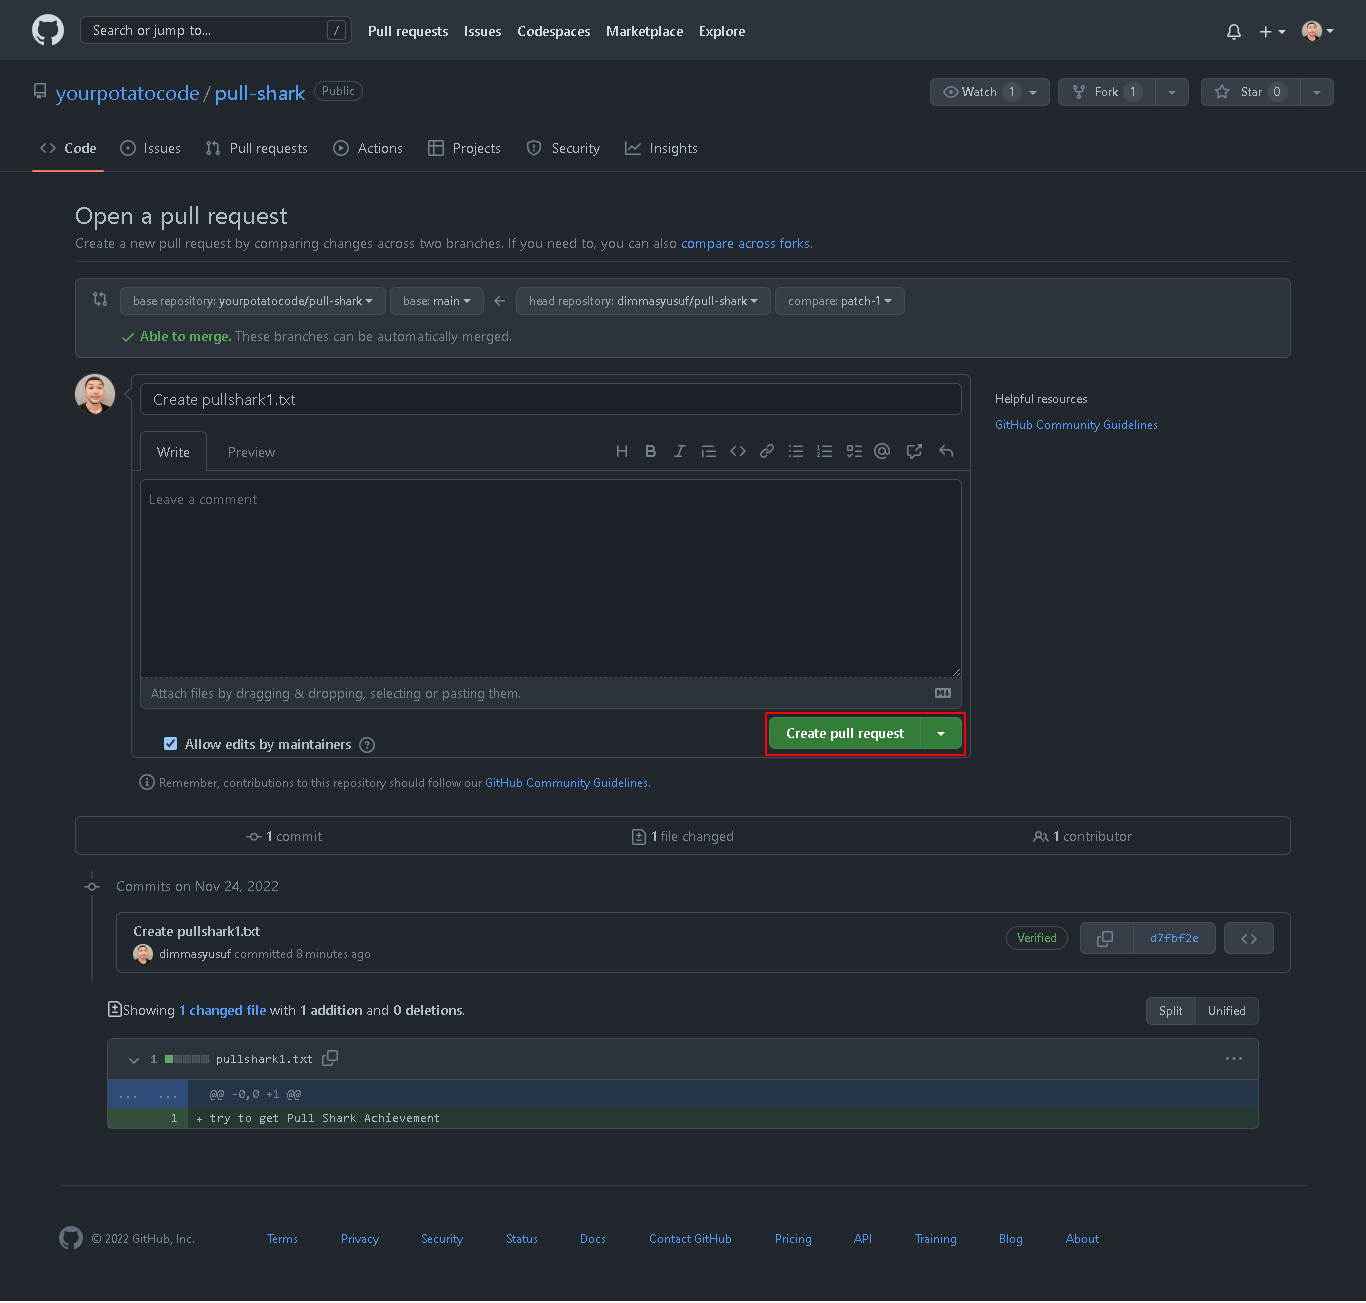 Search or jump to... / Pull requests Issues Codespaces Marketplace Explore
yourpotatocode / pull-shark Public Watch 1 Fork 1 Star 0
Code Issues Pull requests Actions Projects Security Insights
Open a pull request
Create a new pull request by comparing changes across two branches. If you need to, you can also compare across forks.
base repository: yourpotatocode/pull-shark base: main ← head repository: dimmasyusuf/pull-shark compare: patch-1
Able to merge. These branches can be automatically merged.
Create pullshark1.txt
Helpful resources
GitHub Community Guidelines
Write Preview H B I
Leave a comment
Attach files by dragging & dropping, selecting or pasting them.
Create pull request
Allow edits by maintainers ?
Remember, contributions to this repository should follow our GitHub Community Guidelines.
1 commit 1 file changed 1 contributor
Commits on Nov 24, 2022
Create pullshark1.txt
dimmasyusuf committed 8 minutes ago
Verified d7fbf2e
Showing 1 changed file with 1 addition and 0 deletions.
Split Unified
1 pullshark1.txt ...
... ... @@ -0,0 +1 @@
1 + try to get Pull Shark Achievement
© 2022 GitHub, Inc. Terms Privacy Security Status Docs Contact GitHub Pricing API Training Blog About